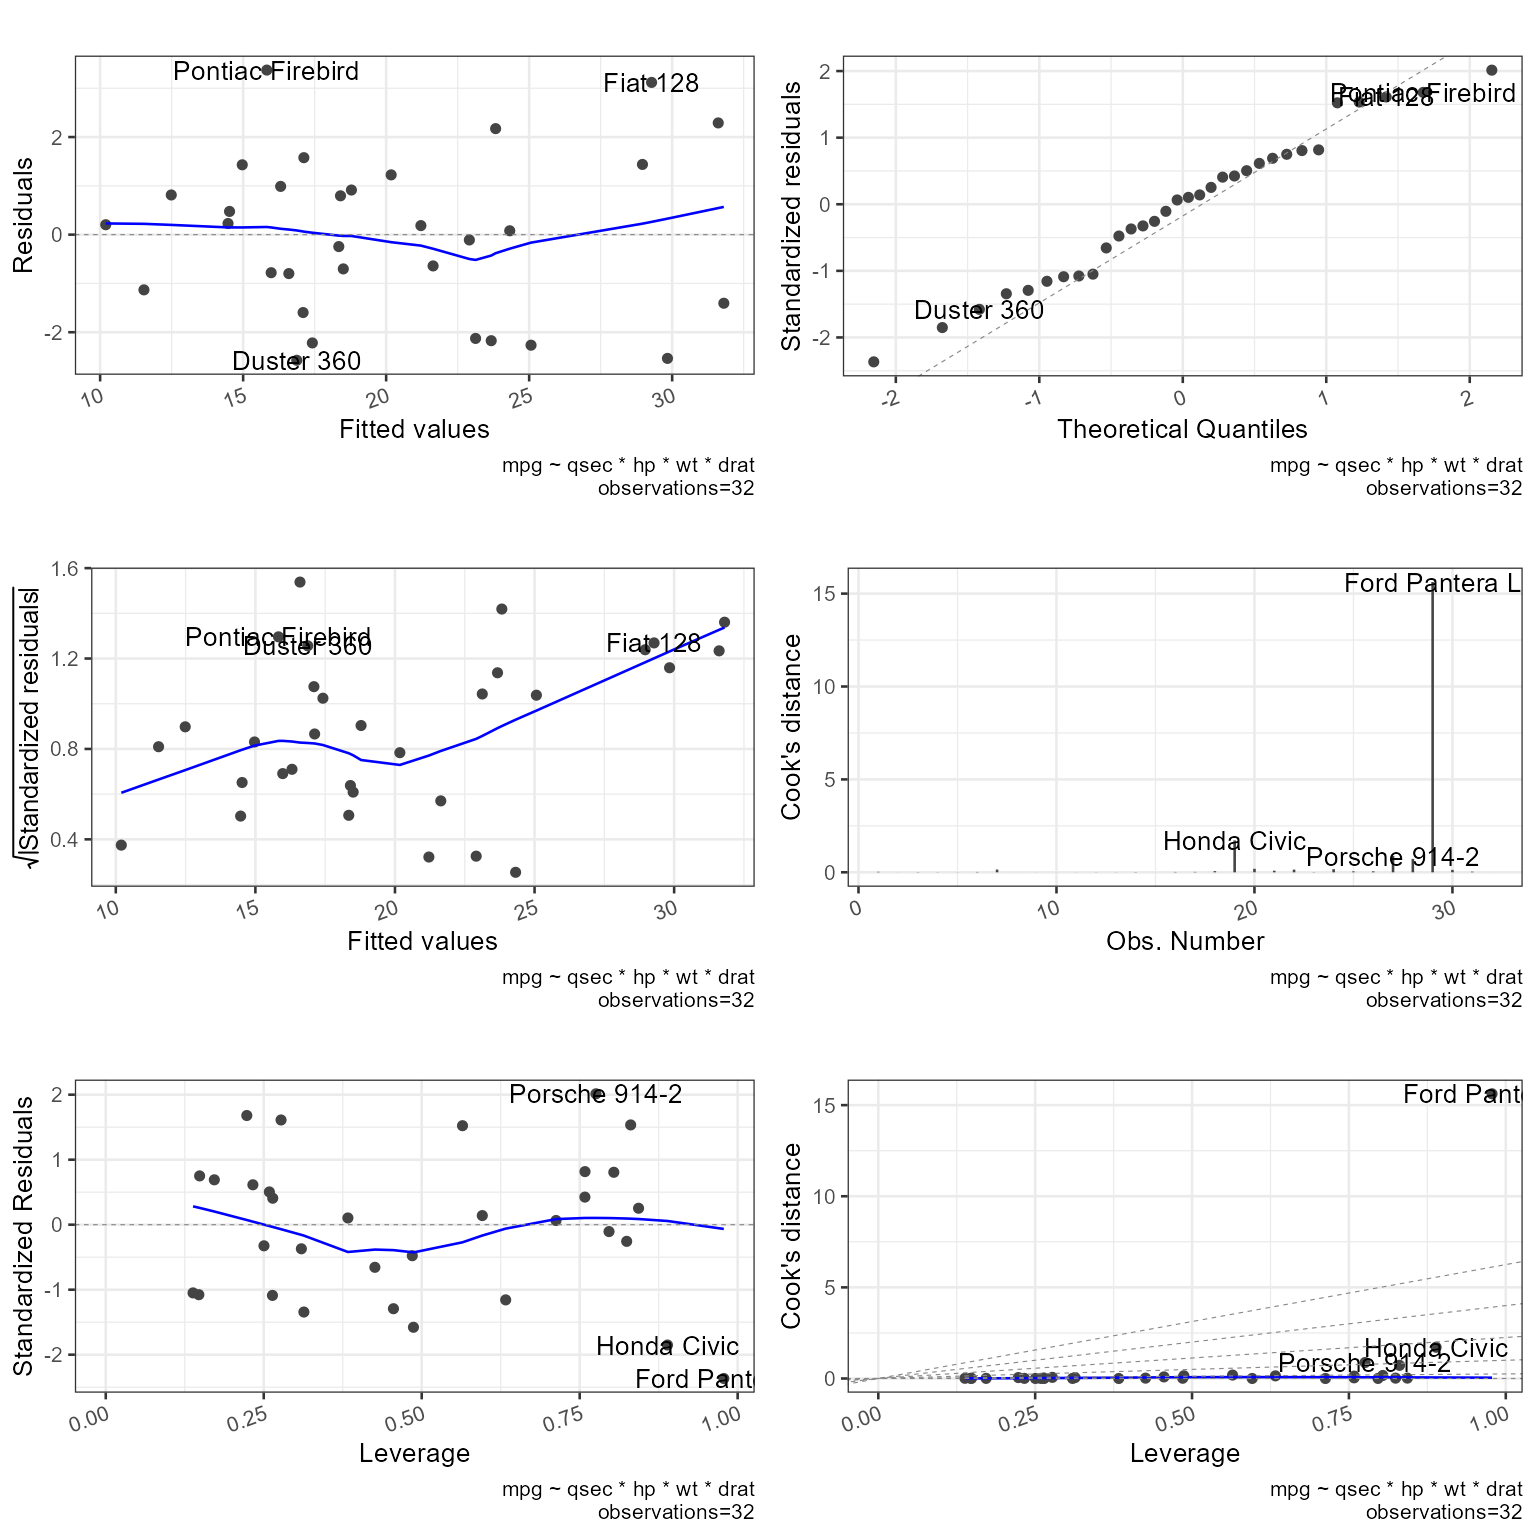 Pontiac Firebird
Fiat 128
Duster 360
2
0
-2
10
15
20
25
30
Residuals
Fitted values
mpg ~ qsec * hp * wt * drat
observations=32
Pontiac Firebird
Fiat 128
Duster 360
2
1
0
-1
-2
-2
-1
0
1
2
Standardized residuals
Theoretical Quantiles
mpg ~ qsec * hp * wt * drat
observations=32
Pontiac Firebird
Duster 360
Fiat 128
1.6
1.2
0.8
0.4
10
15
20
25
30
√|Standardized residuals|
Fitted values
mpg ~ qsec * hp * wt * drat
observations=32
Ford Pantera L
Honda Civic
Porsche 914-2
15
10
5
0
0
10
20
30
Cook's distance
Obs. Number
mpg ~ qsec * hp * wt * drat
observations=32
Porsche 914-2
Honda Civic
Ford Pant
2
1
0
-1
-2
0.00
0.25
0.50
0.75
1.00
Standardized Residuals
Leverage
mpg ~ qsec * hp * wt * drat
observations=32
Ford Pant
Honda Civic
Porsche 914-2
15
10
5
0
0.00
0.25
0.50
0.75
1.00
Cook's distance
Leverage
mpg ~ qsec * hp * wt * drat
observations=32